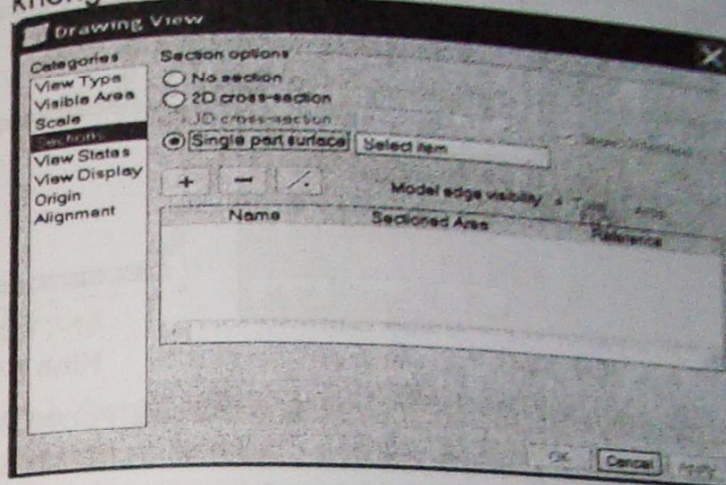 Drawing View
Categories
View Type
Visible Area
Scale
Sections
View States
View Display
Origin
Alignment
Section options
No section
2D cross-section
3D cross-section
Single part surface
Select item
Model edge visibility
Name
Sectioned Area
Reference
OK
Cancel
Apply